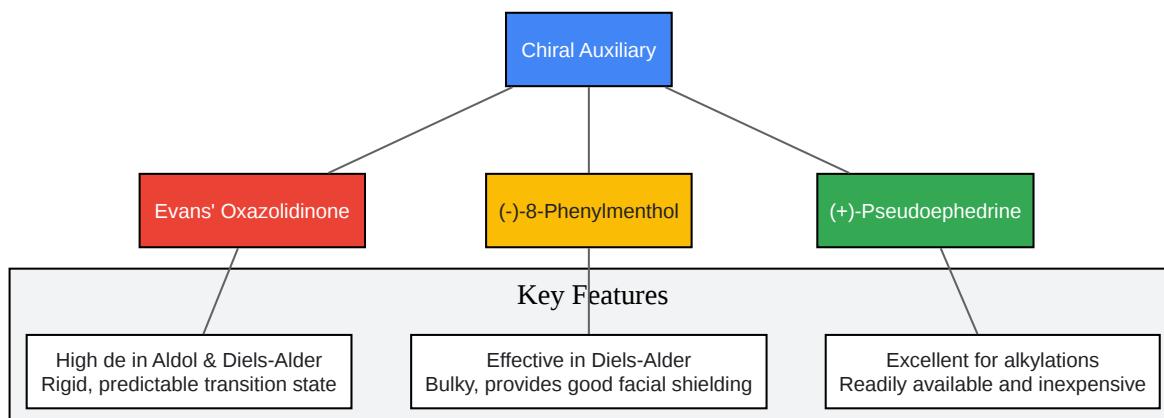 Chiral Auxiliary
Evans' Oxazolidinone
(-)-8-Phenylmenthol
(+)-Pseudoephedrine
Key Features
High de in Aldol & Diels-Alder
Rigid, predictable transition state
Effective in Diels-Alder
Bulky, provides good facial shielding
Excellent for alkylations
Readily available and inexpensive